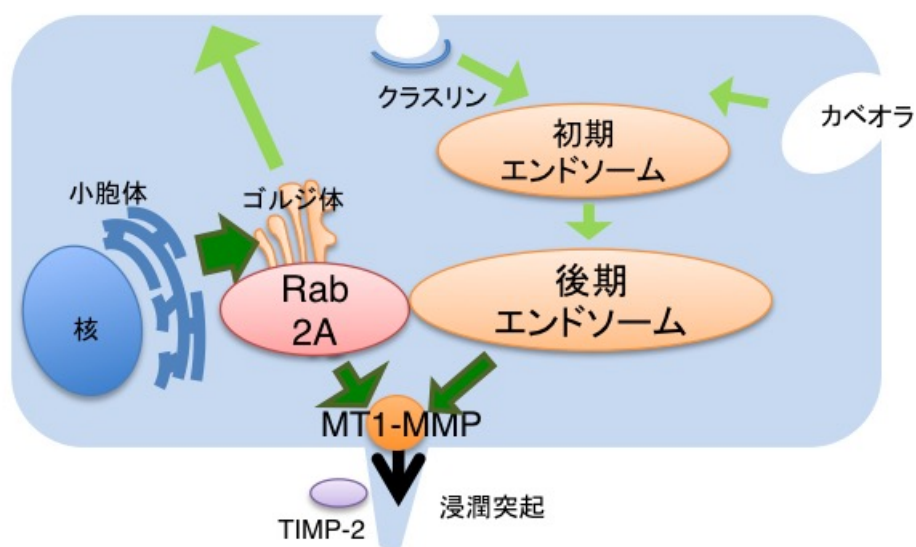 クラスリン
カベオラ
初期
エンドソーム
小胞体
ゴルジ体
核
Rab
2A
後期
エンドソーム
MT1-MMP
TIMP-2
浸潤突起